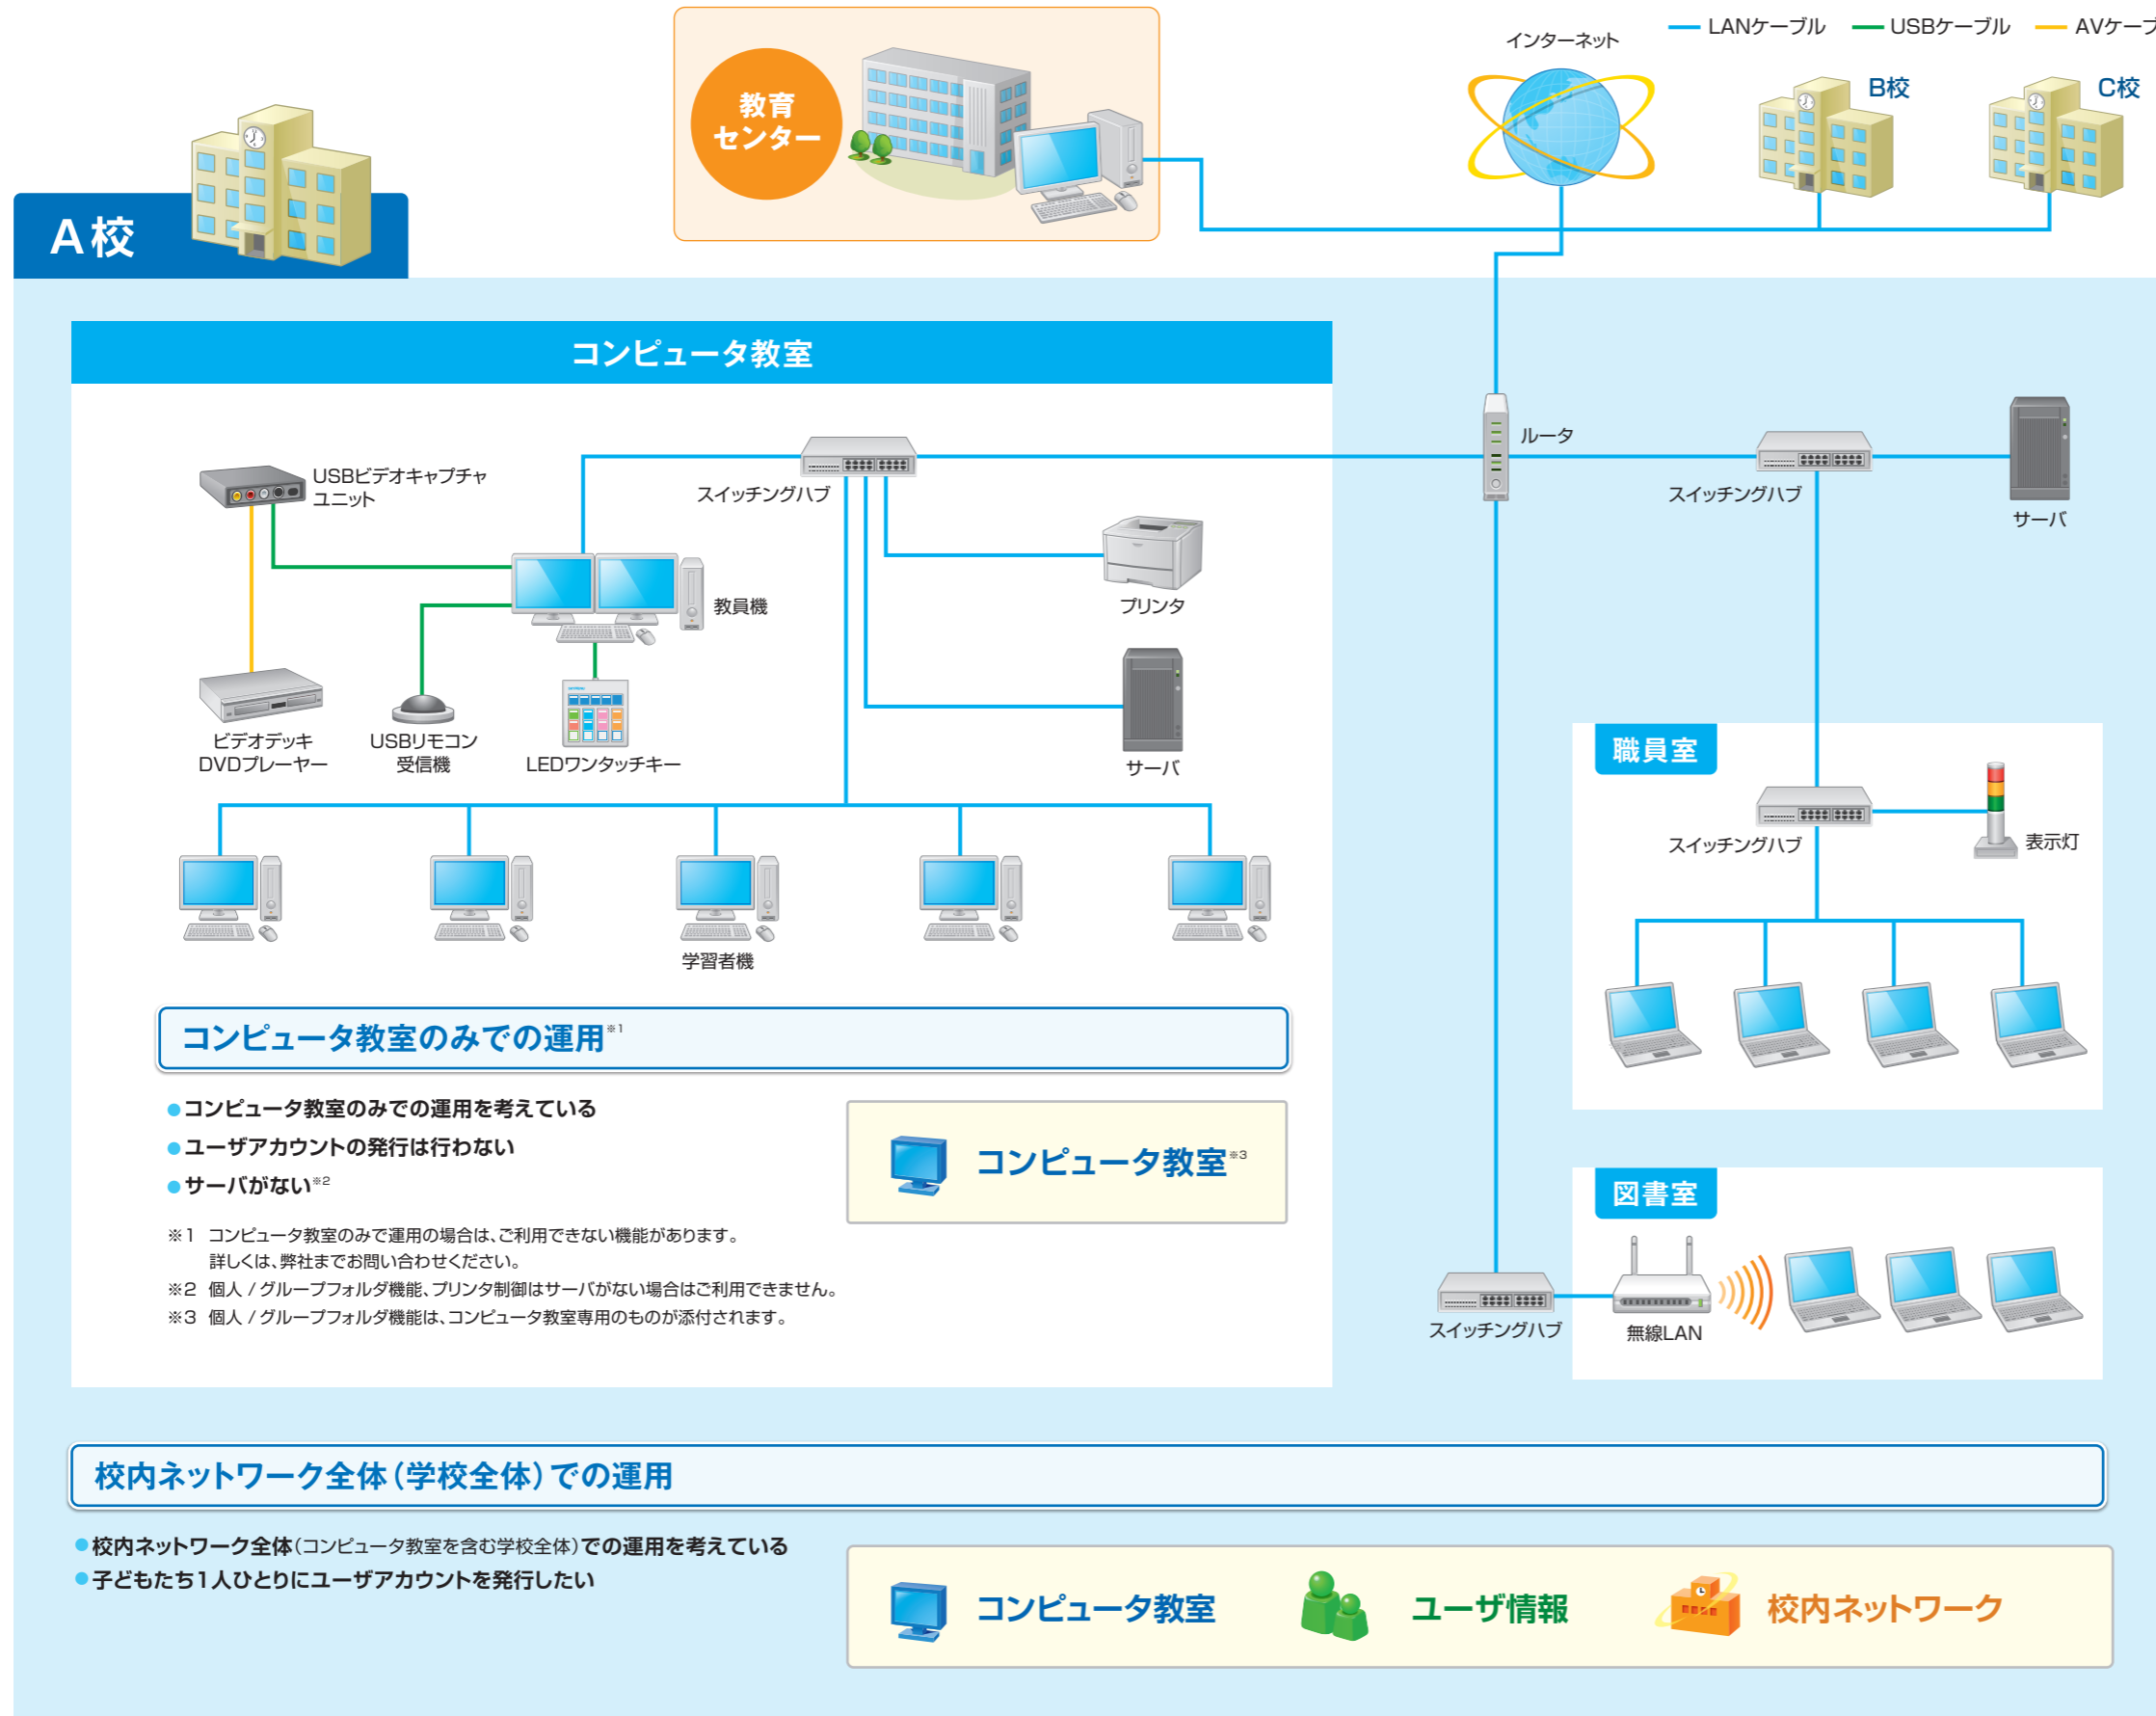 LANケーブル
USBケーブル
AVケーブ
インターネット
B校
C校
教育
センター
A校
コンピュータ教室
USBビデオキャプチャ
ユニット
スイッチングハブ
ルータ
スイッチングハブ
サーバ
教員機
プリンタ
ビデオデッキ
DVDプレーヤー
USBリモコン
受信機
LEDワンタッチキー
サーバ
学習者機
職員室
スイッチングハブ
表示灯
図書室
スイッチングハブ
無線LAN
コンピュータ教室のみでの運用※1
●コンピュータ教室のみでの運用を考えている
●ユーザアカウントの発行は行わない
●サーバがない※2
コンピュータ教室※3
※1 コンピュータ教室のみで運用の場合は、ご利用できない機能があります。
詳しくは、弊社までお問い合わせください。
※2 個人/グループフォルダ機能、プリンタ制御はサーバがない場合はご利用できません。
※3 個人/グループフォルダ機能は、コンピュータ教室専用のものが添付されます。
校内ネットワーク全体(学校全体)での運用
●校内ネットワーク全体(コンピュータ教室を含む学校全体)での運用を考えている
●子どもたち1人ひとりにユーザアカウントを発行したい
コンピュータ教室
ユーザ情報
校内ネットワーク